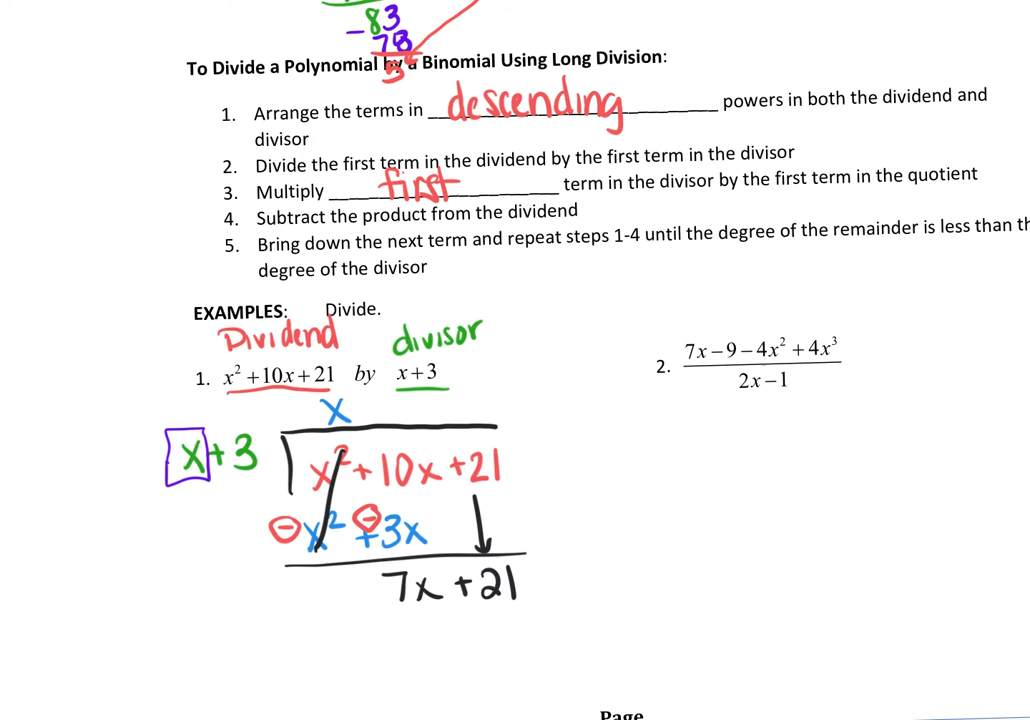 -83
78
5
To Divide a Polynomial by a Binomial Using Long Division:
1. Arrange the terms in descending powers in both the dividend and
divisor
2. Divide the first term in the dividend by the first term in the divisor
3. Multiply first term in the divisor by the first term in the quotient
4. Subtract the product from the dividend
5. Bring down the next term and repeat steps 1-4 until the degree of the remainder is less than
degree of the divisor
EXAMPLES: Divide.
Dividend divisor
1. x² +10x+21 by x+3
2. 7x−9−4x²+4x³
2x−1
x
x+3 x²+10x+21
− x² − +3x
7x +21
Page